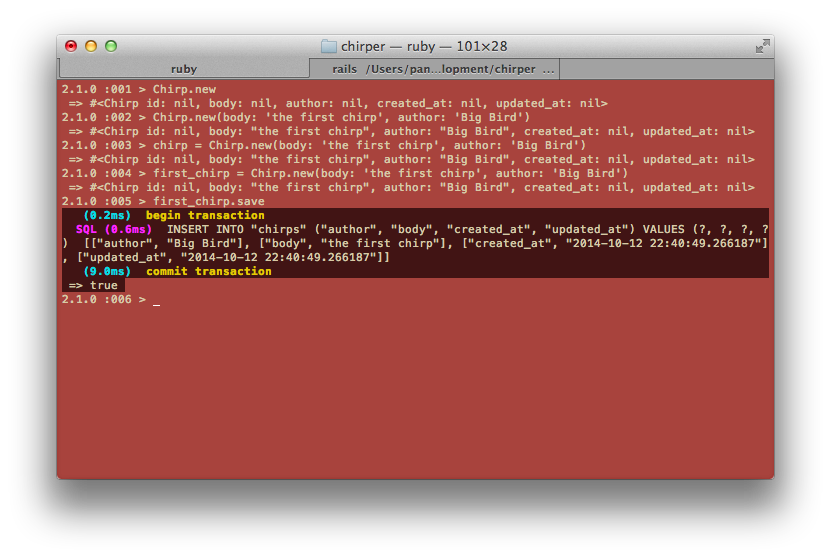 chirper — ruby — 101×28
ruby
rails /Users/pan...lopment/chirper ...
2.1.0 :001 > Chirp.new
 => #<Chirp id: nil, body: nil, author: nil, created_at: nil, updated_at: nil>
2.1.0 :002 > Chirp.new(body: 'the first chirp', author: 'Big Bird')
 => #<Chirp id: nil, body: "the first chirp", author: "Big Bird", created_at: nil, updated_at: nil>
2.1.0 :003 > chirp = Chirp.new(body: 'the first chirp', author: 'Big Bird')
 => #<Chirp id: nil, body: "the first chirp", author: "Big Bird", created_at: nil, updated_at: nil>
2.1.0 :004 > first_chirp = Chirp.new(body: 'the first chirp', author: 'Big Bird')
 => #<Chirp id: nil, body: "the first chirp", author: "Big Bird", created_at: nil, updated_at: nil>
2.1.0 :005 > first_chirp.save
   (0.2ms)  begin transaction
  SQL (0.6ms)  INSERT INTO "chirps" ("author", "body", "created_at", "updated_at") VALUES (?, ?, ?, ?
)  [["author", "Big Bird"], ["body", "the first chirp"], ["created_at", "2014-10-12 22:40:49.266187"]
, ["updated_at", "2014-10-12 22:40:49.266187"]]
   (9.0ms)  commit transaction
 => true
2.1.0 :006 > _